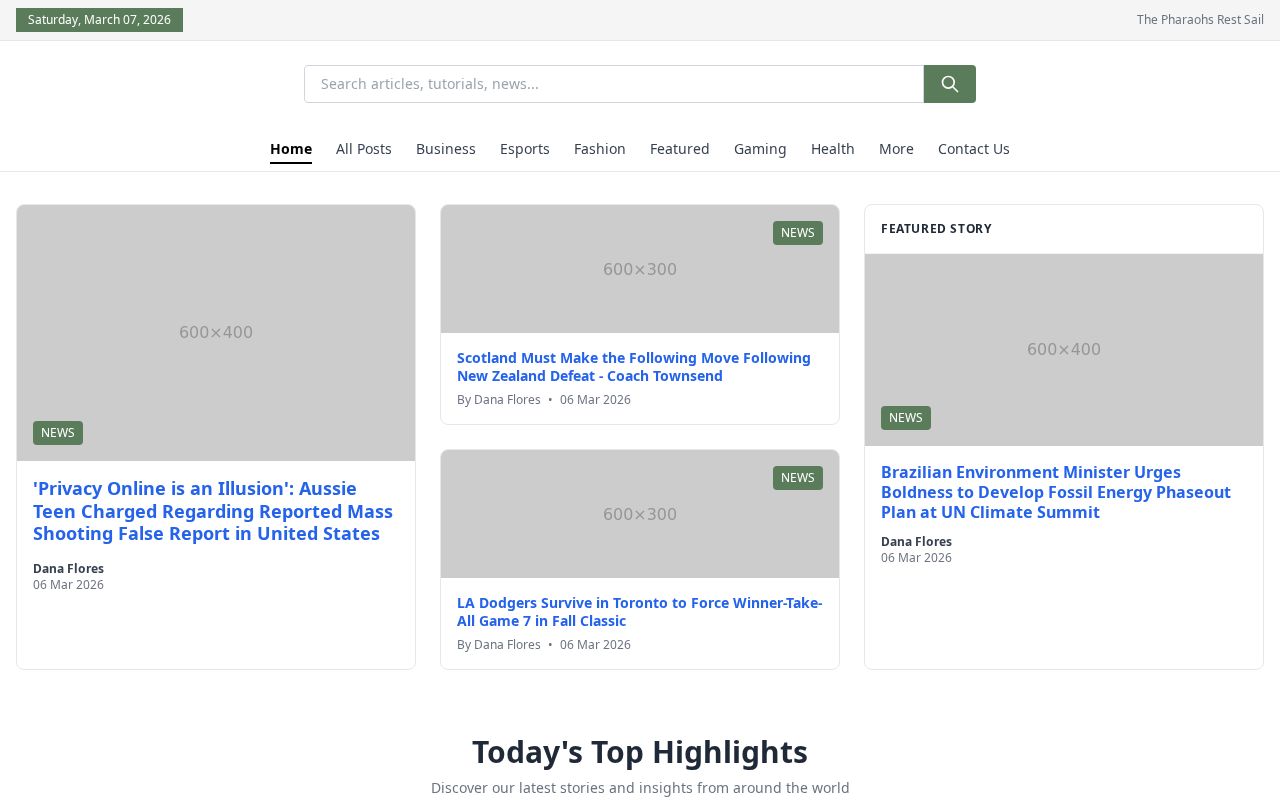 Saturday, March 07, 2026
The Pharaohs Rest Sail
Search articles, tutorials, news...
Home
All Posts
Business
Esports
Fashion
Featured
Gaming
Health
More
Contact Us
600×400
NEWS
'Privacy Online is an Illusion': Aussie
Teen Charged Regarding Reported Mass
Shooting False Report in United States
Dana Flores
06 Mar 2026
NEWS
600×300
Scotland Must Make the Following Move Following
New Zealand Defeat - Coach Townsend
By Dana Flores • 06 Mar 2026
NEWS
600×300
LA Dodgers Survive in Toronto to Force Winner-Take-
All Game 7 in Fall Classic
By Dana Flores • 06 Mar 2026
FEATURED STORY
600×400
NEWS
Brazilian Environment Minister Urges
Boldness to Develop Fossil Energy Phaseout
Plan at UN Climate Summit
Dana Flores
06 Mar 2026
Today's Top Highlights
Discover our latest stories and insights from around the world